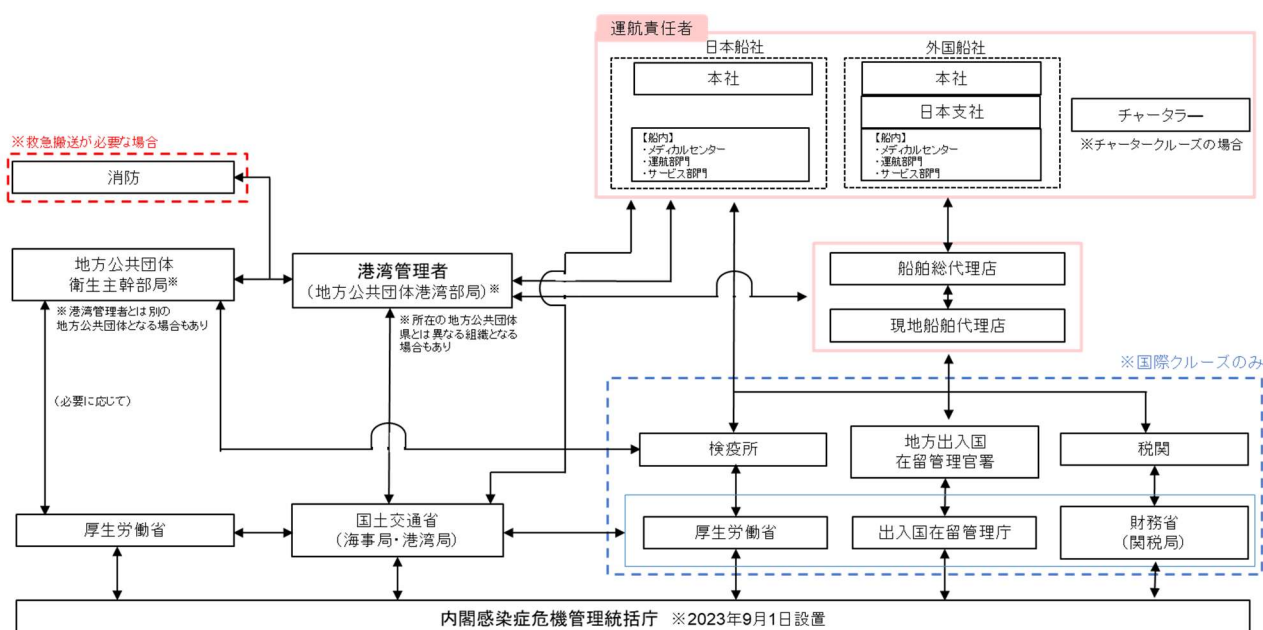 運航責任者
日本船社
外国船社
本社
本社
日本支社
チャータラー
※チャータークルーズの場合
【船内】
・メディカルセンター
・運航部門
・サービス部門
【船内】
・メディカルセンター
・運航部門
・サービス部門
※救急搬送が必要な場合
消防
地方公共団体
衛生主幹部局※
※港湾管理者とは別の
地方公共団体となる場合もあり
港湾管理者
(地方公共団体港湾部局)※
※所在の地方公共団体
県とは異なる組織となる
場合もあり
船舶総代理店
現地船舶代理店
※国際クルーズのみ
(必要に応じて)
検疫所
地方出入国
在留管理官署
税関
厚生労働省
国土交通省
(海事局・港湾局)
厚生労働省
出入国在留管理庁
財務省
(関税局)
内閣感染症危機管理統括庁 ※2023年9月1日設置